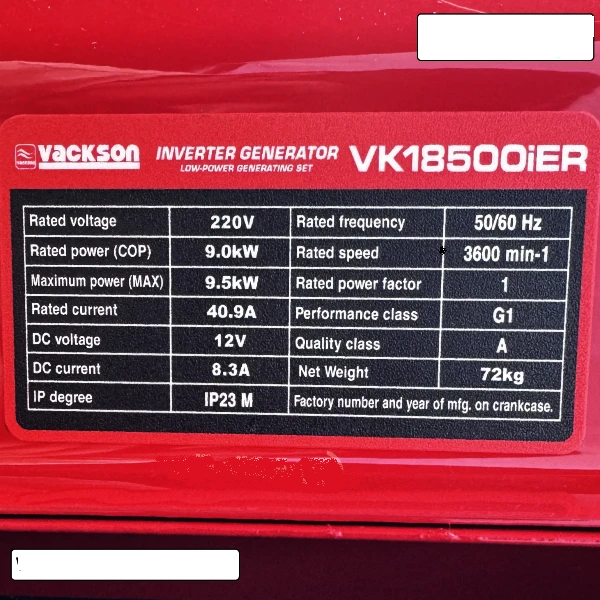 VACKSON INVERTER GENERATOR VK18500iER
LOW-POWER GENERATING SET
Rated voltage 220V Rated frequency 50/60 Hz
Rated power (COP) 9.0kW Rated speed 3600 min-1
Maximum power (MAX) 9.5kW Rated power factor 1
Rated current 40.9A Performance class G1
DC voltage 12V Quality class A
DC current 8.3A Net Weight 72kg
IP degree IP23 M Factory number and year of mfg. on crankcase.